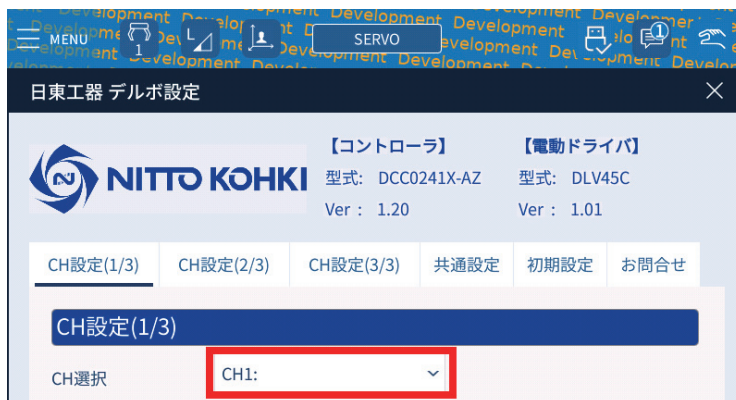 MENU
1
L
SERVO
1
日東工器 デルボ設定
NITTO KOHKI
【コントローラ】
型式: DCC0241X-AZ
Ver : 1.20
【電動ドライバ】
型式: DLV45C
Ver : 1.01
CH設定(1/3)
CH設定(2/3)
CH設定(3/3)
共通設定
初期設定
お問合せ
CH設定(1/3)
CH選択
CH1: